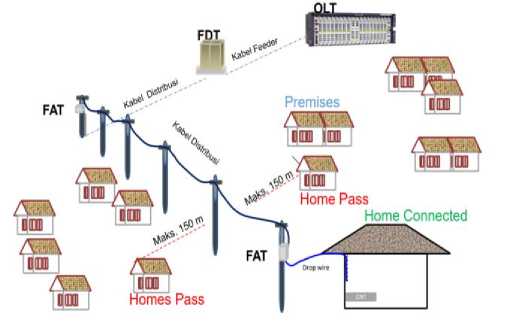 OLT
FDT
Kabel Feeder
Kabel Distribusi
FAT
Premises
Kabel Distribusi
Maks. 150 m
Home Pass
Home Connected
Maks. 150 m
FAT
Drop wire
Homes Pass